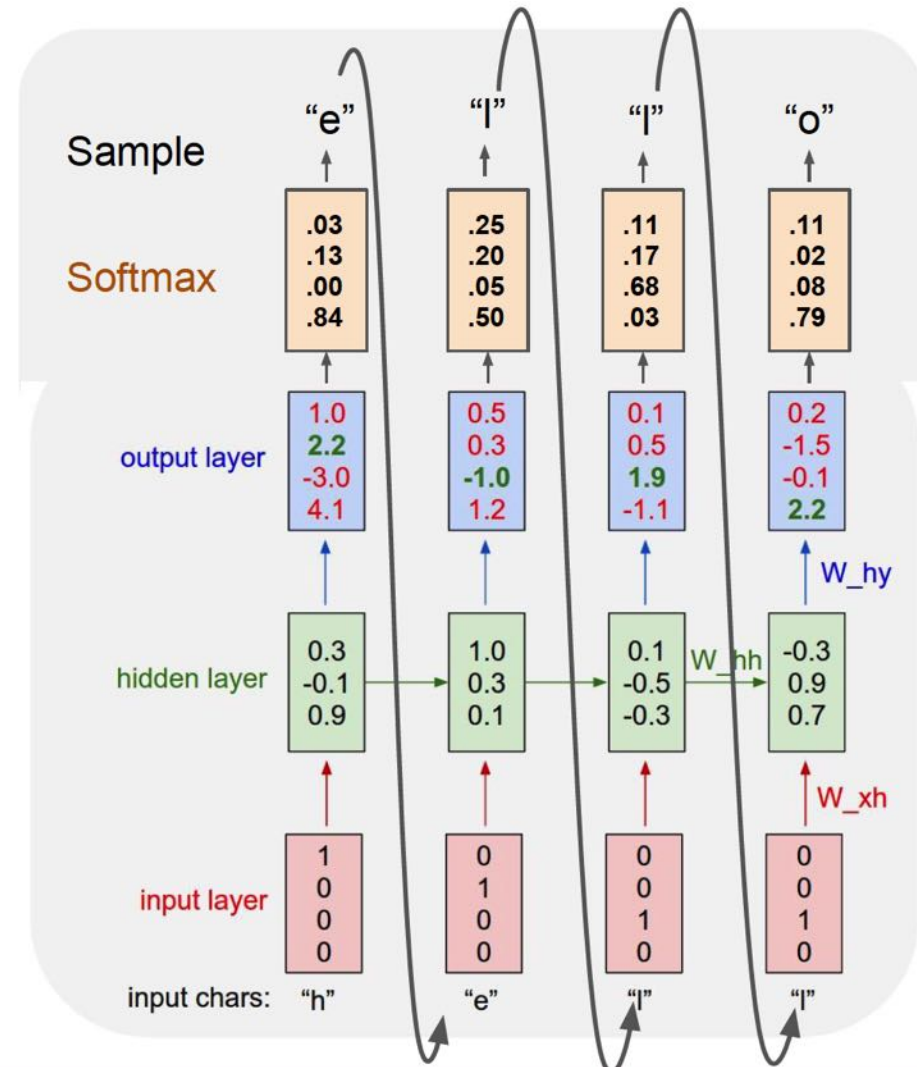 “e” “l” “l” “o”
Sample
Softmax
.03 .25 .11 .11
.13 .20 .17 .02
.00 .05 .68 .08
.84 .50 .03 .79
output layer
1.0 0.5 0.1 0.2
2.2 0.3 0.5 -1.5
-3.0 -1.0 1.9 -0.1
4.1 1.2 -1.1 2.2
W_hy
hidden layer
0.3 1.0 0.1 -0.3
-0.1 0.3 -0.5 0.9
0.9 0.1 -0.3 0.7
W_hh
W_xh
input layer
1 0 0 0
0 1 0 0
0 0 1 1
0 0 0 0
input chars: “h” “e” “l” “l”